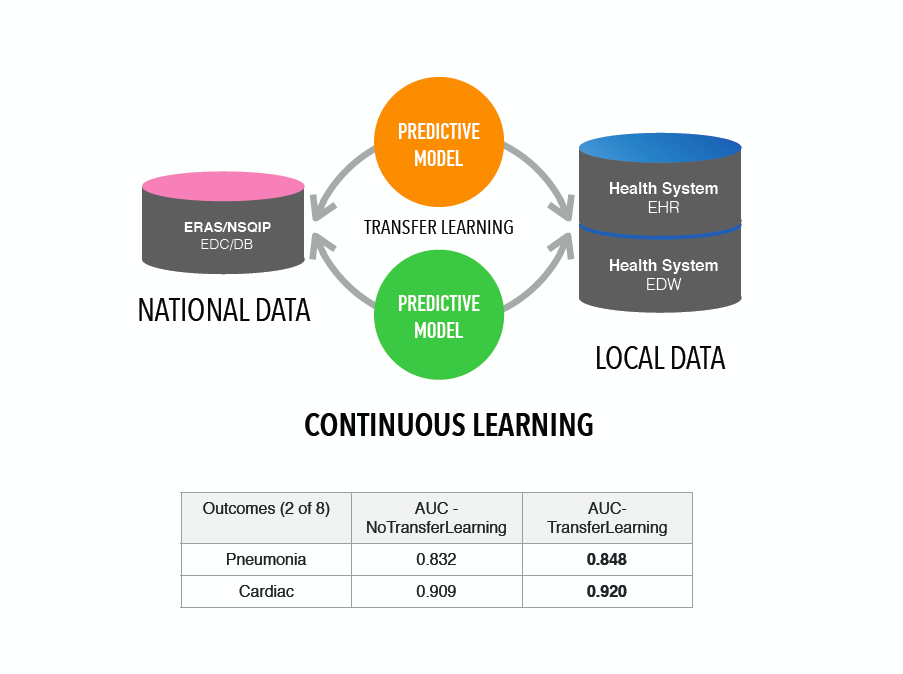 PREDICTIVE
MODEL
TRANSFER LEARNING
PREDICTIVE
MODEL
ERAS/NSQIP
EDC/DB
NATIONAL DATA
Health System
EHR
Health System
EDW
LOCAL DATA
CONTINUOUS LEARNING
Outcomes (2 of 8)
AUC -
NoTransferLearning
AUC-
TransferLearning
Pneumonia
0.832
0.848
Cardiac
0.909
0.920